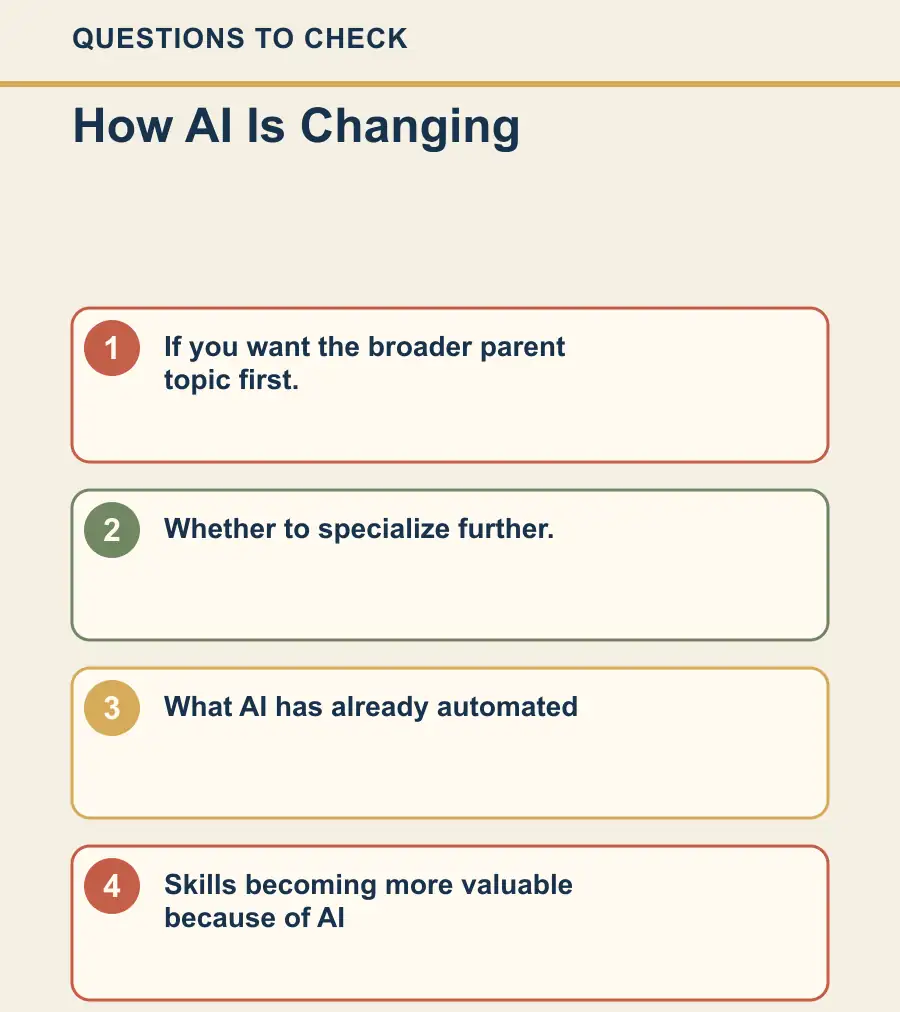 QUESTIONS TO CHECK
How AI Is Changing
1
If you want the broader parent
topic first.
2
Whether to specialize further.
3
What AI has already automated
4
Skills becoming more valuable
because of AI